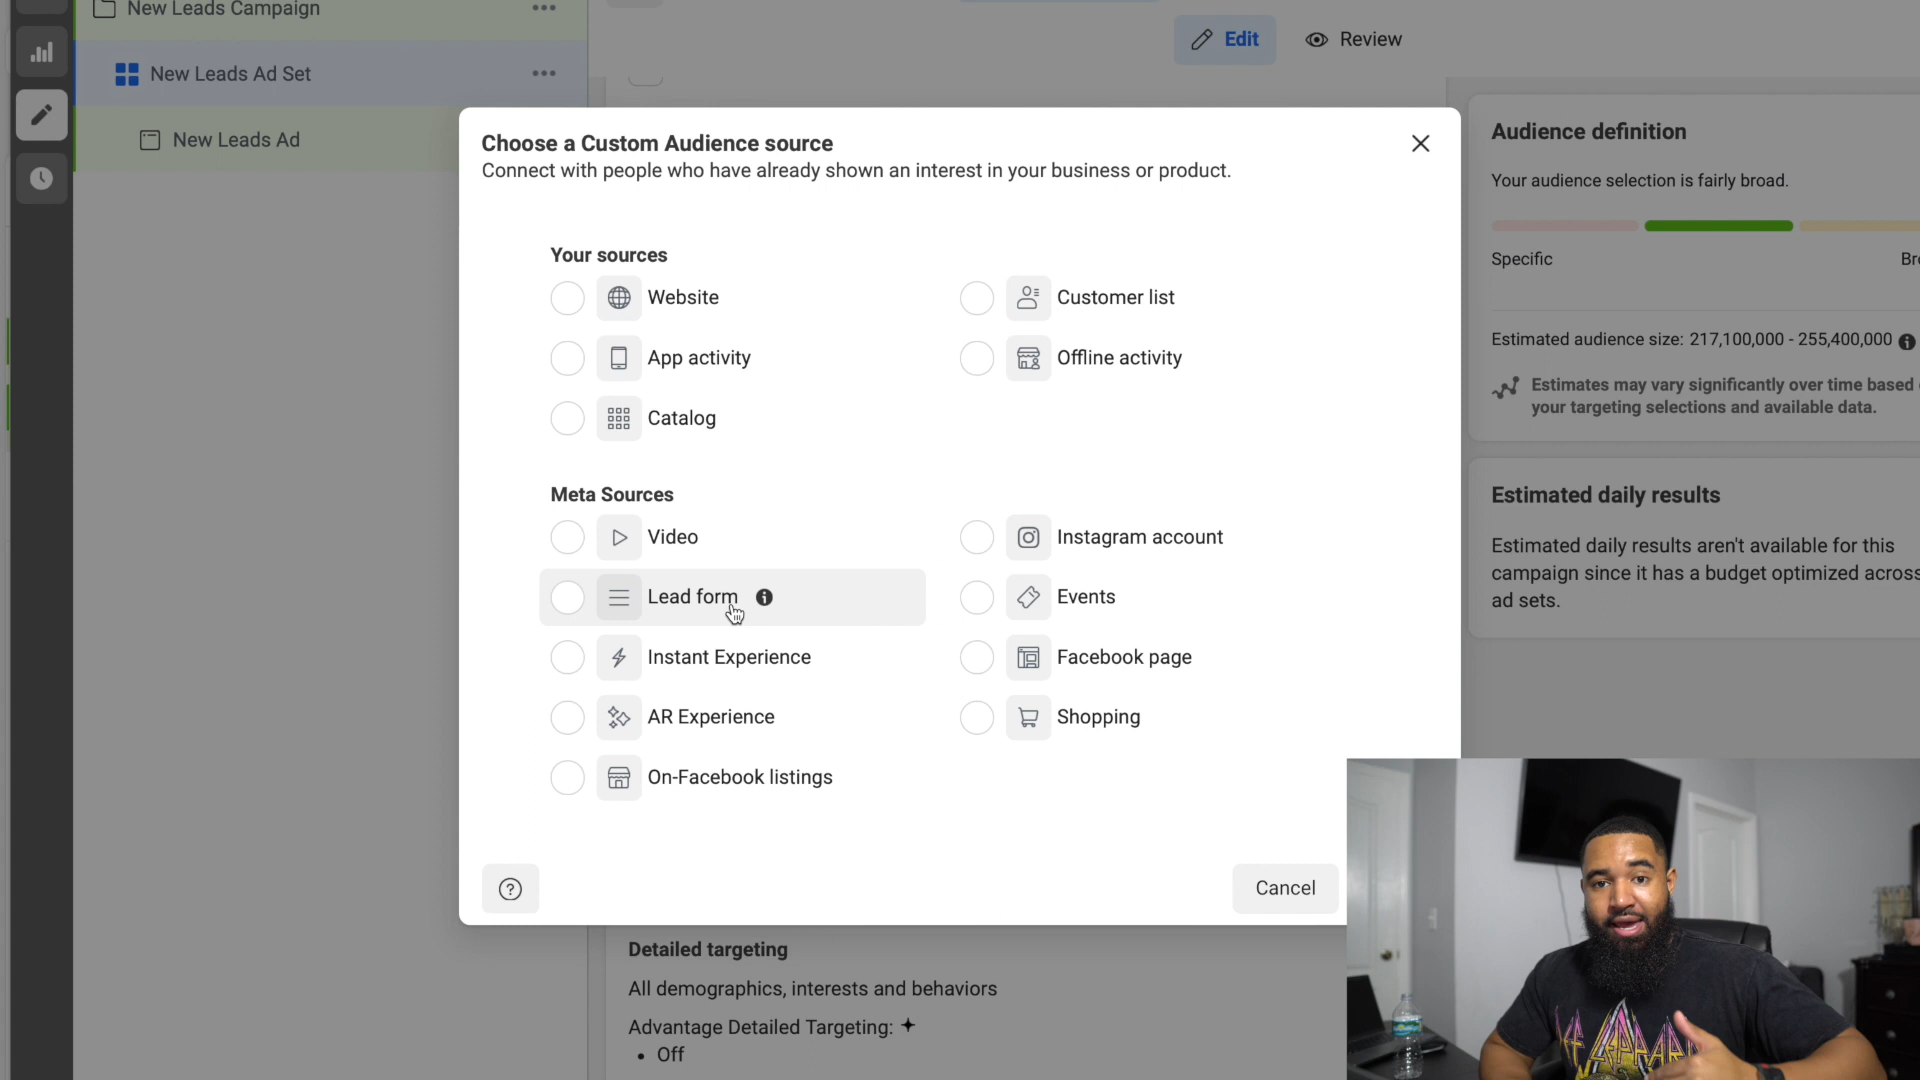 New Leads Campaign
New Leads Ad Set
New Leads Ad
Edit
Review
Choose a Custom Audience source
Connect with people who have already shown an interest in your business or product.
Your sources
Website
Customer list
App activity
Offline activity
Catalog
Meta Sources
Video
Instagram account
Lead form
Events
Instant Experience
Facebook page
AR Experience
Shopping
On-Facebook listings
Cancel
Audience definition
Your audience selection is fairly broad.
Specific
Estimated audience size: 217,100,000 - 255,400,000
Estimates may vary significantly over time based
your targeting selections and available data.
Estimated daily results
Estimated daily results aren't available for this
campaign since it has a budget optimized across
ad sets.
Detailed targeting
All demographics, interests and behaviors
Advantage Detailed Targeting:
• Off